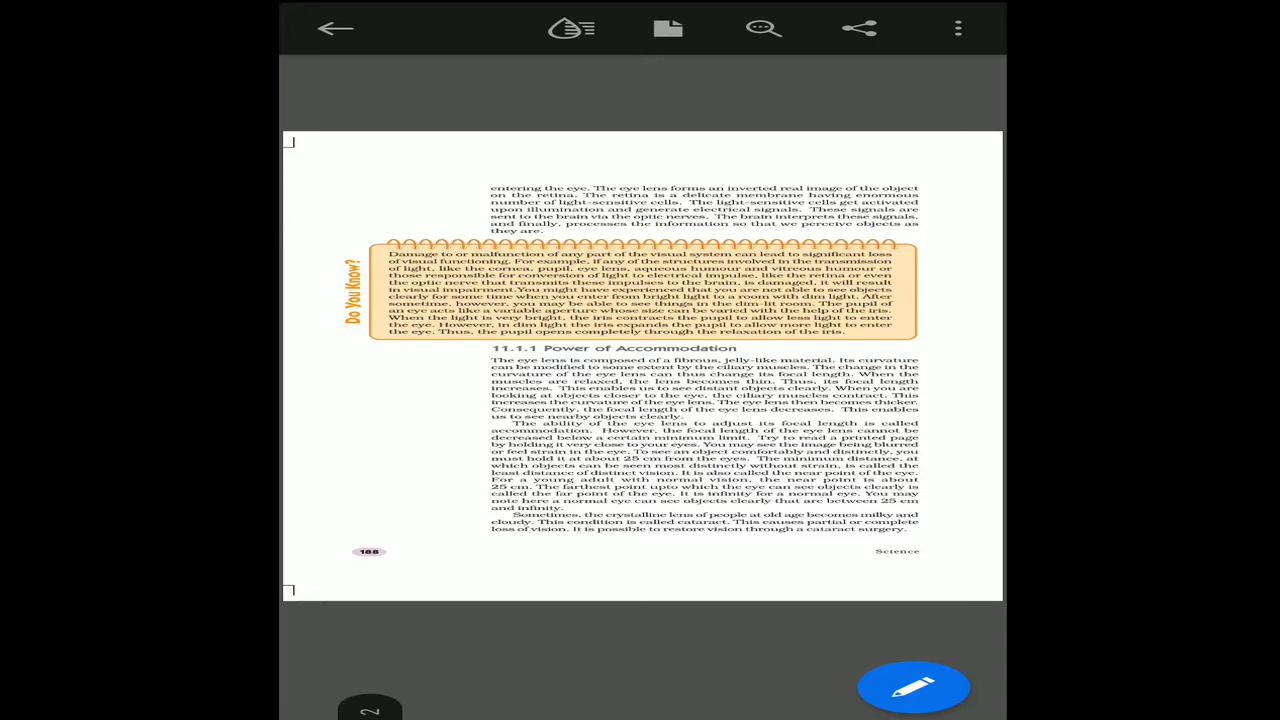 entering the eye. The eye lens forms an inverted real image of the object
on the retina. The retina is a delicate membrane having enormous
number of light-sensitive cells. The light-sensitive cells get activated
upon illumination and generate electrical signals. These signals are
sent to the brain via the optic nerves. The brain interprets these signals,
and finally, processes the information so that we perceive objects as
they are.
Do You Know?
Damage to or malfunction of any part of the visual system can lead to significant loss
of visual functioning. For example, if any of the structures involved in the transmission
of light, like the cornea, pupil, eye lens, aqueous humour and vitreous humour or
those responsible for conversion of light to electrical impulse, like the retina or even
the optic nerve that transmits these impulses to the brain, is damaged, it will result
in visual impairment.You might have experienced that you are not able to see objects
clearly for some time when you enter from bright light to a room with dim light. After
sometime, however, you may be able to see things in the dim-lit room. The pupil of
an eye acts like a variable aperture whose size can be varied with the help of the iris.
When the light is very bright, the iris contracts the pupil to allow less light to enter
the eye. However, in dim light the iris expands the pupil to allow more light to enter
the eye. Thus, the pupil opens completely through the relaxation of the iris.
11.1.1 Power of Accommodation
The eye lens is composed of a fibrous, jelly-like material. Its curvature
can be modified to some extent by the ciliary muscles. The change in the
curvature of the eye lens can thus change its focal length. When the
muscles are relaxed, the lens becomes thin. Thus, its focal length
increases. This enables us to see distant objects clearly. When you are
looking at objects closer to the eye, the ciliary muscles contract. This
increases the curvature of the eye lens. The eye lens then becomes thicker.
Consequently, the focal length of the eye lens decreases. This enables
us to see nearby objects clearly.
The ability of the eye lens to adjust its focal length is called
accommodation. However, the focal length of the eye lens cannot be
decreased below a certain minimum limit. Try to read a printed page
by holding it very close to your eyes. You may see the image being blurred
or feel strain in the eye. To see an object comfortably and distinctly, you
must hold it at about 25 cm from the eyes. The minimum distance, at
which objects can be seen most distinctly without strain, is called the
least distance of distinct vision. It is also called the near point of the eye.
For a young adult with normal vision, the near point is about
25 cm. The farthest point upto which the eye can see objects clearly is
called the far point of the eye. It is infinity for a normal eye. You may
note here a normal eye can see objects clearly that are between 25 cm
and infinity.
Sometimes, the crystalline lens of people at old age becomes milky and
cloudy. This condition is called cataract. This causes partial or complete
loss of vision. It is possible to restore vision through a cataract surgery.
188
Science
2